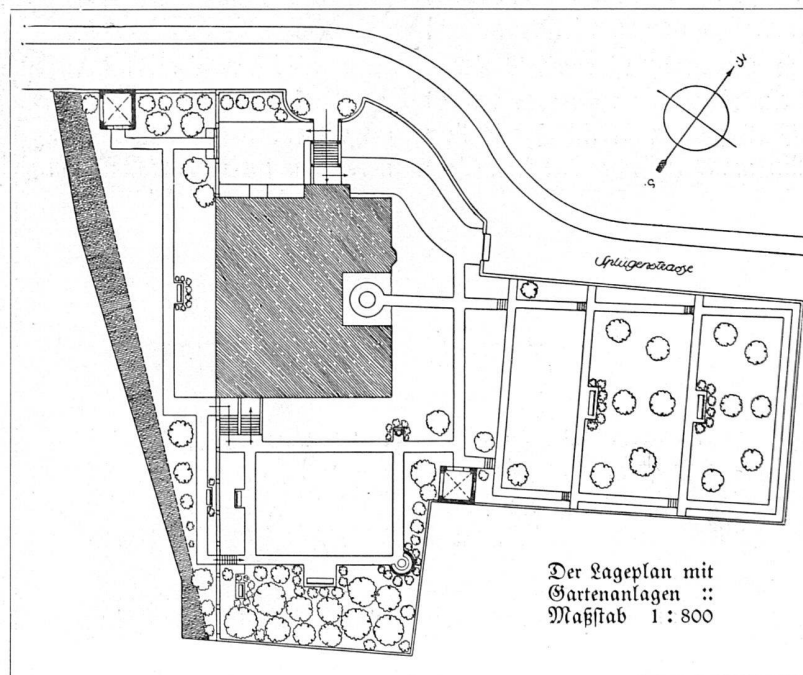 N.
S.
Splügenstrasse
Der Lageplan mit
Gartenanlagen ::
Maßstab 1 : 800